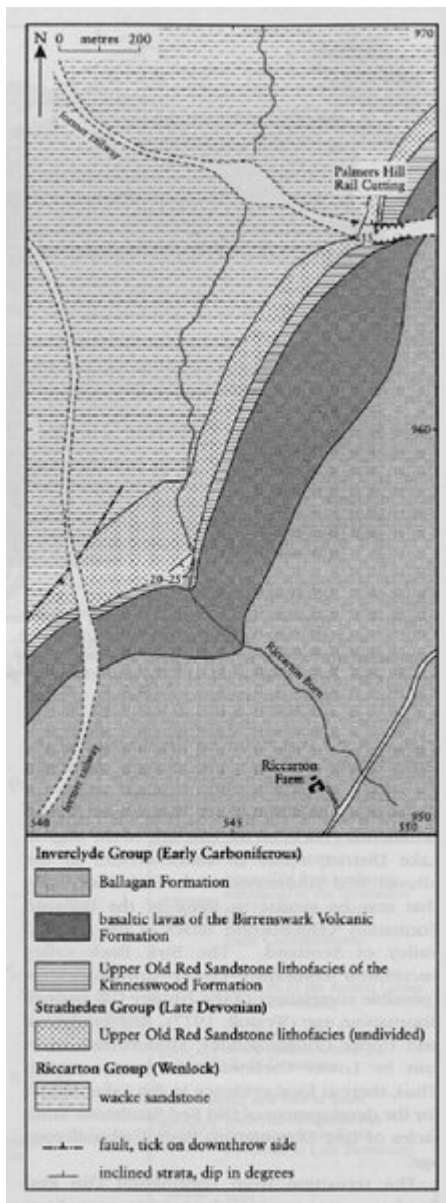 N
0 metres 200
970
former railway
Palmers Hill
Rail Cutting
15
960
20–25
Riccarton Burn
Riccarton
Farm
former railway
540
545
950
550
Inverclyde Group (Early Carboniferous)
Ballagan Formation
basaltic lavas of the Birrenswark Volcanic
Formation
Upper Old Red Sandstone lithofacies of the
Kinnesswood Formation
Stratheden Group (Late Devonian)
Upper Old Red Sandstone lithofacies (undivided)
Riccarton Group (Wenlock)
wacke sandstone
fault, tick on downthrow side
inclined strata, dip in degrees